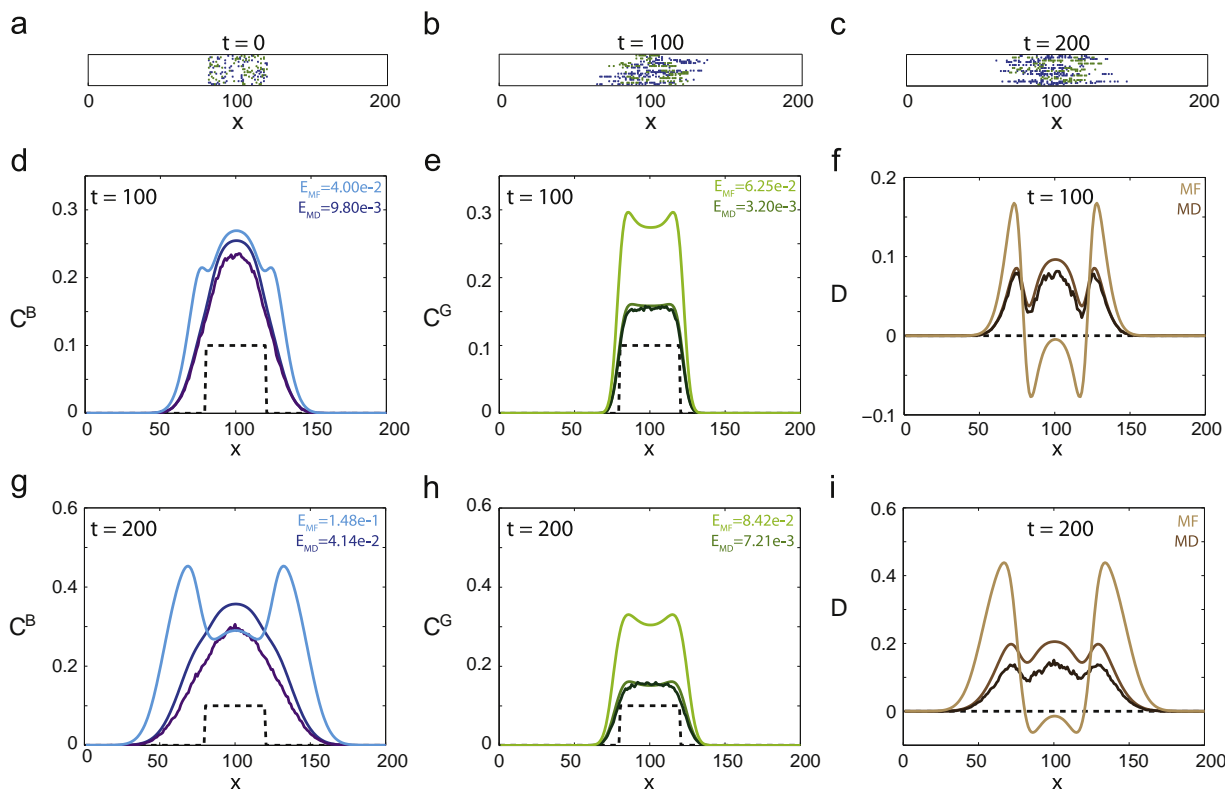 a
t = 0
0 100 200
x
b
t = 100
0 100 200
x
c
t = 200
0 100 200
x
d
t = 100
E_MF=4.00e-2
E_MD=9.80e-3
0.3
0.2
0.1
0
C^B
0 50 100 150 200
x
e
t = 100
E_MF=6.25e-2
E_MD=3.20e-3
0.3
0.2
0.1
0
C^G
0 50 100 150 200
x
f
t = 100
MF
MD
0.2
0.1
0
−0.1
D
0 50 100 150 200
x
g
t = 200
E_MF=1.48e-1
E_MD=4.14e-2
0.6
0.4
0.2
0
C^B
0 50 100 150 200
x
h
t = 200
E_MF=8.42e-2
E_MD=7.21e-3
0.6
0.4
0.2
0
C^G
0 50 100 150 200
x
i
t = 200
MF
MD
0.6
0.4
0.2
0
D
0 50 100 150 200
x